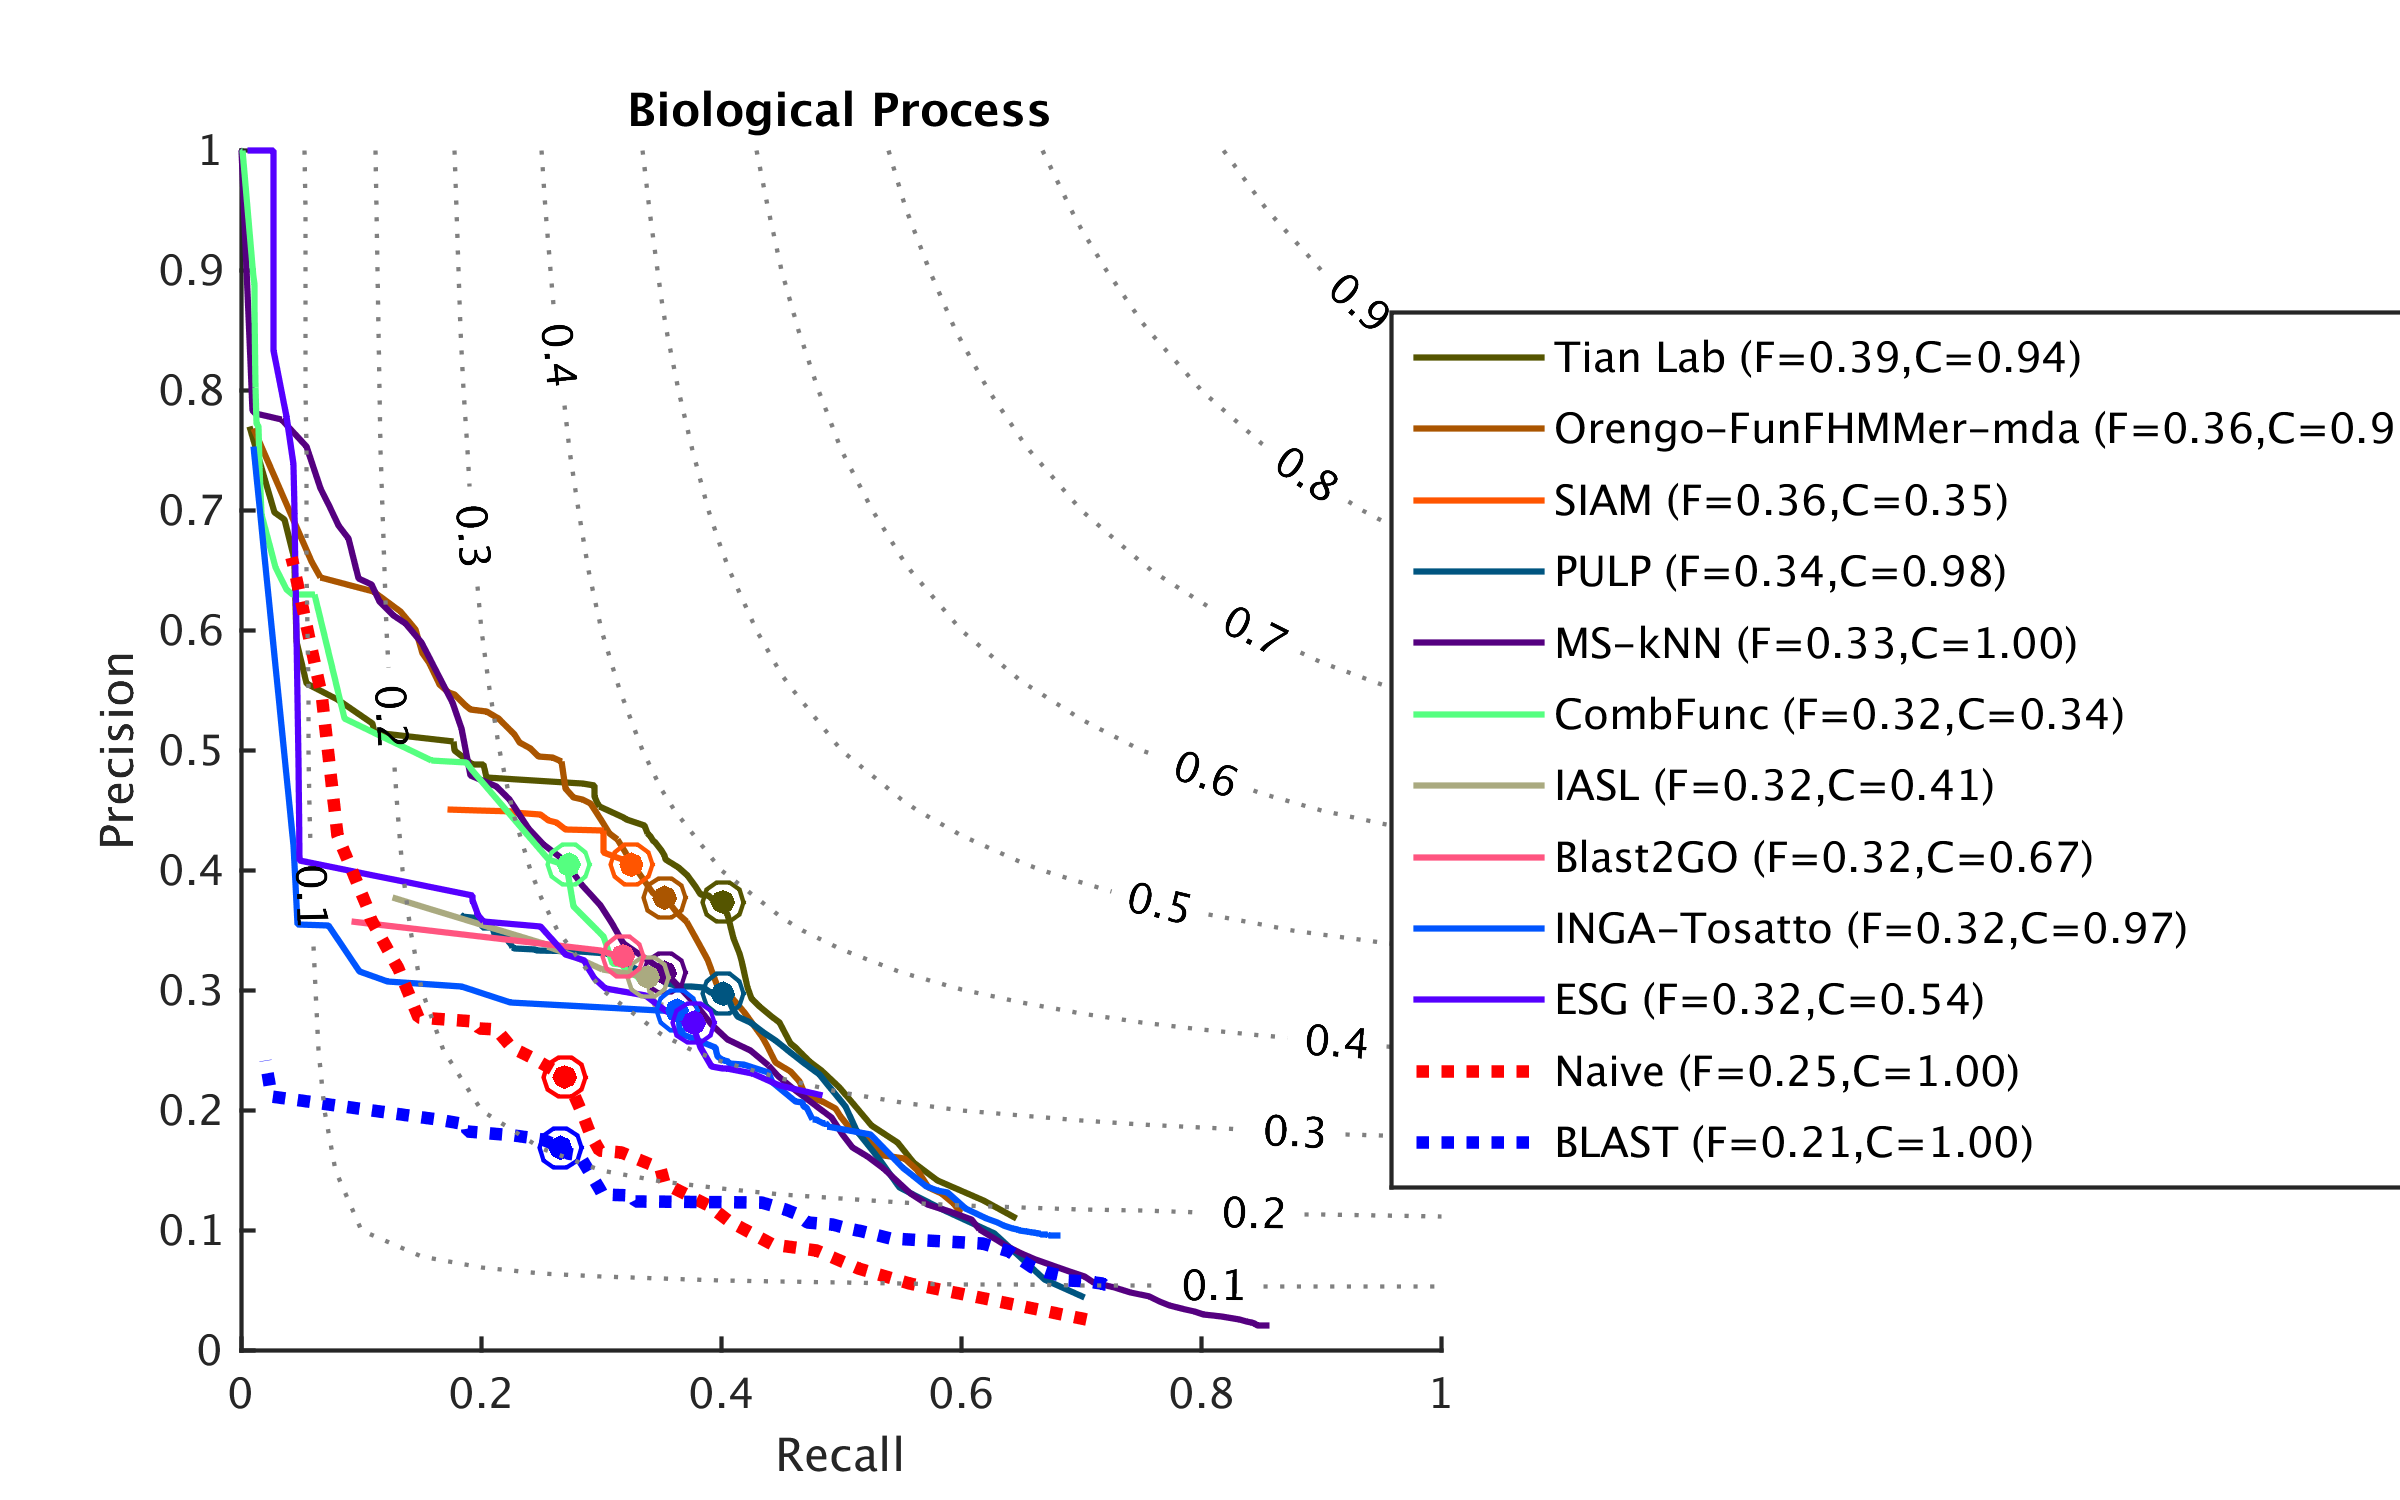 Biological Process
1
0.9
0.8
0.7
0.6
0.5
0.4
0.3
0.2
0.1
0
Precision
0 0.2 0.4 0.6 0.8 1
Recall
0.1
0.2
0.3
0.4
0.9
0.8
0.7
0.6
0.5
0.4
0.3
0.2
0.1
Tian Lab (F=0.39,C=0.94)
Orengo-FunFHMMer-mda (F=0.36,C=0.9
SIAM (F=0.36,C=0.35)
PULP (F=0.34,C=0.98)
MS-kNN (F=0.33,C=1.00)
CombFunc (F=0.32,C=0.34)
IASL (F=0.32,C=0.41)
Blast2GO (F=0.32,C=0.67)
INGA-Tosatto (F=0.32,C=0.97)
ESG (F=0.32,C=0.54)
Naive (F=0.25,C=1.00)
BLAST (F=0.21,C=1.00)